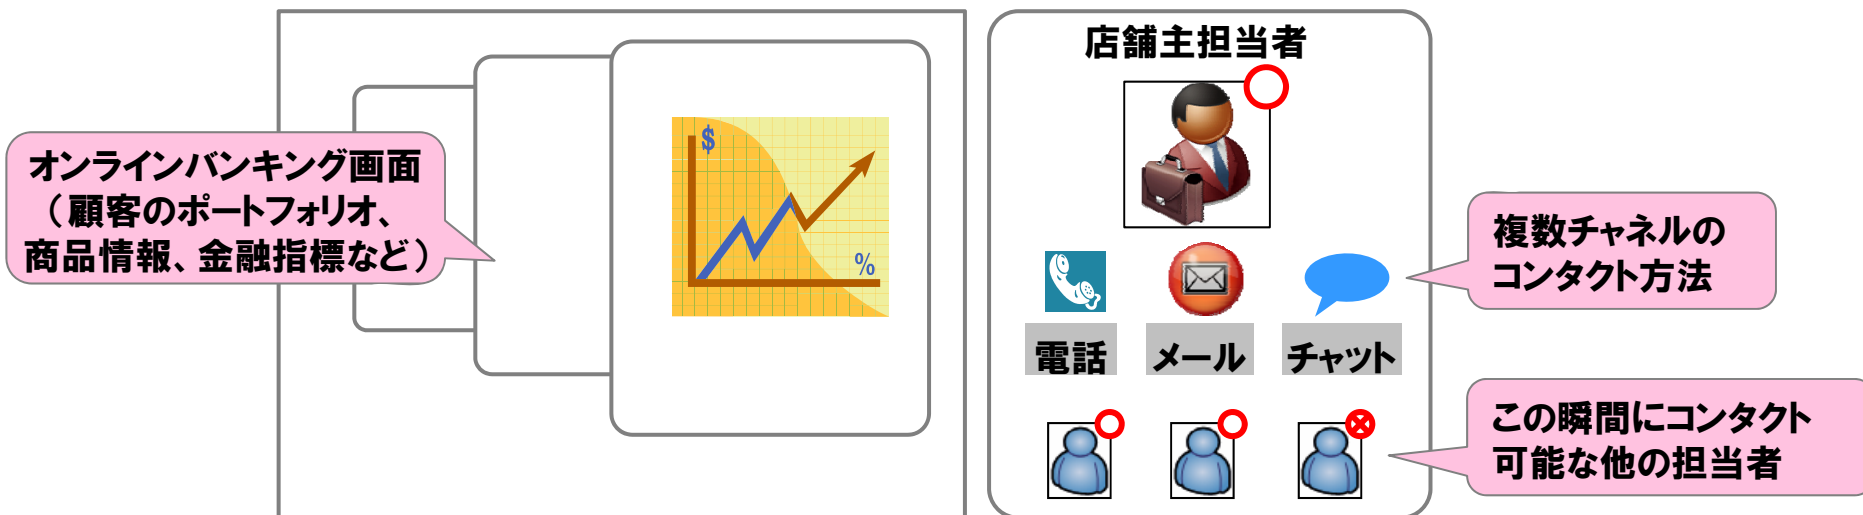 オンラインバンキング画面
（顧客のポートフォリオ、
商品情報、金融指標など）
$
%
店舗主担当者
電話
メール
チャット
複数チャネルの
コンタクト方法
この瞬間にコンタクト
可能な他の担当者